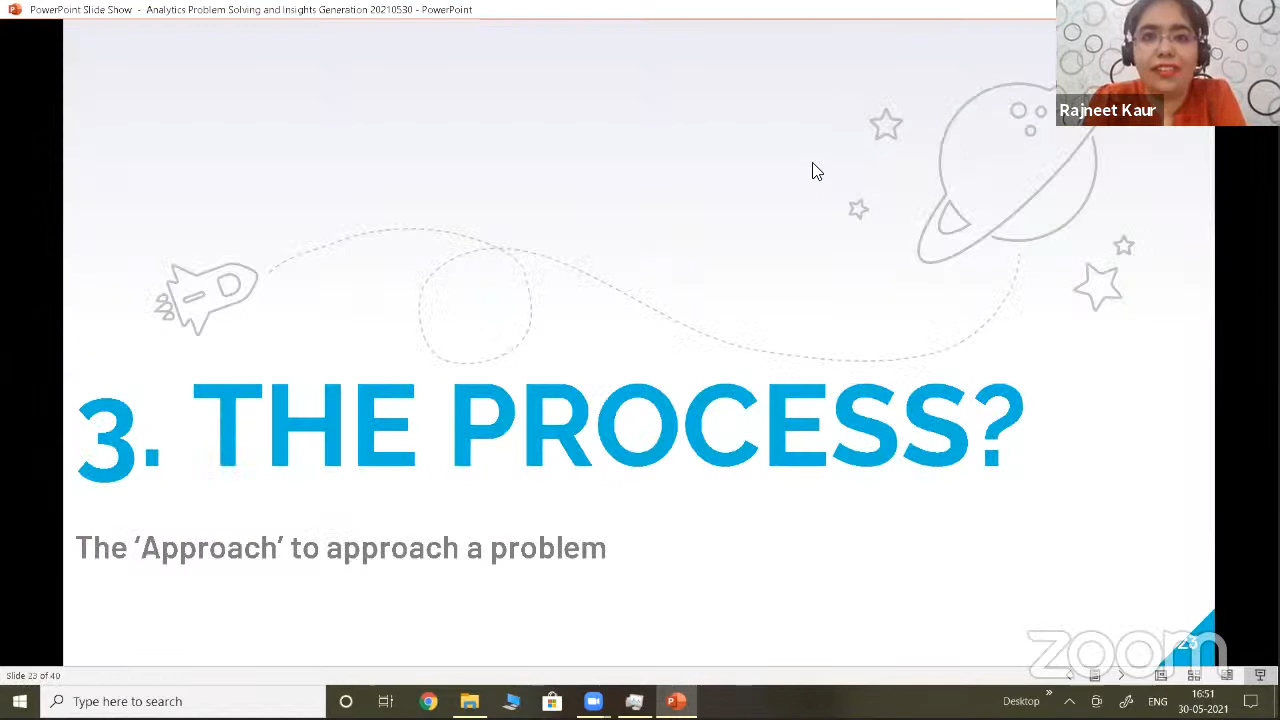 PowerPoint Slide Show - Analytics Problem Solving and Insights Generation 20210530 - PowerPoint
Rajneet Kaur
3. THE PROCESS?
The ‘Approach’ to approach a problem
23
zoom
Slide 23 of 40
Type here to search
Desktop
ENG
16:51
30-05-2021